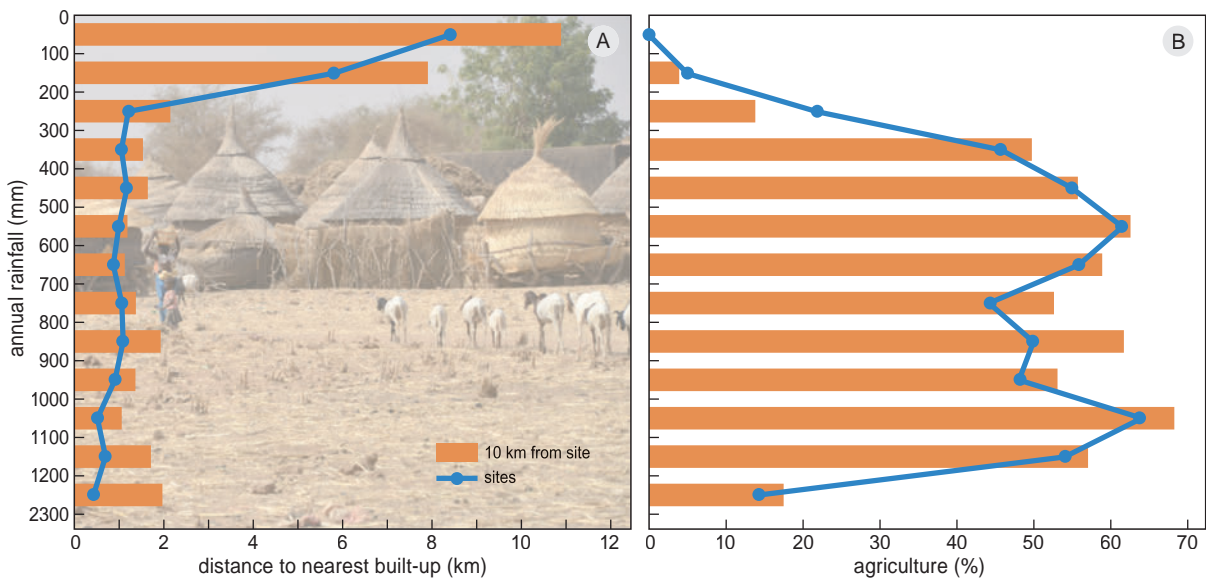 A
B
0
100
200
300
400
500
600
700
800
900
1000
1100
1200
2300
annual rainfall (mm)
10 km from site
sites
0 2 4 6 8 10 12
distance to nearest built-up (km)
0 10 20 30 40 50 60 70
agriculture (%)